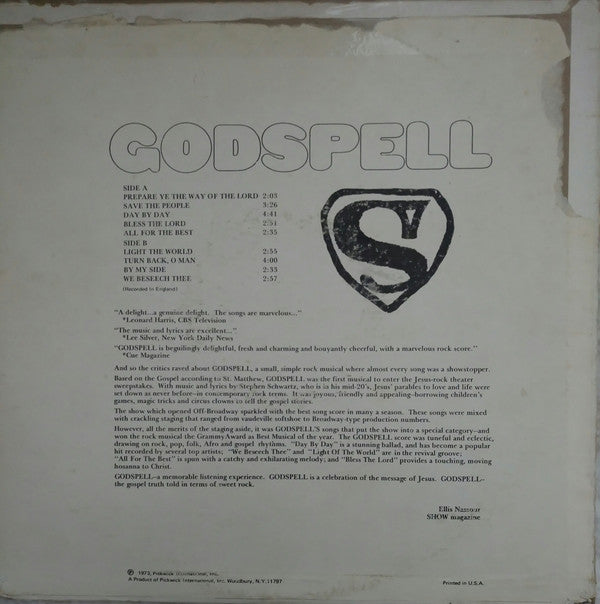 GODSPELL
SIDE A
PREPARE YE THE WAY OF THE LORD 2:03
SAVE THE PEOPLE 3:26
DAY BY DAY 4:41
BLESS THE LORD 2:51
ALL FOR THE BEST 2:35
SIDE B
LIGHT THE WORLD 2:55
TURN BACK, O MAN 4:00
BY MY SIDE 2:33
WE BESEECH THEE 2:57
(Recorded in England)
S
"A delight...a genuine delight. The songs are marvelous..."
*Leonard Harris, CBS Television
"The music and lyrics are excellent..."
*Lee Silver, New York Daily News
"GODSPELL is beguilingly delightful, fresh and charming and bouyantly cheerful, with a marvelous rock score."
*Cue Magazine
And so the critics raved about GODSPELL, a small, simple rock musical where almost every song was a showstopper.
Based on the Gospel according to St. Matthew, GODSPELL was the first musical to enter the Jesus-rock theater
sweepstakes. With music and lyrics by Stephen Schwartz, who is in his mid-20's, Jesus' parables to love and life were
set down as never before-in contemporary rock terms. It was joyous, friendly and appealing-borrowing children's
games, magic tricks and circus clowns to tell the gospel stories.
The show which opened Off-Broadway sparkled with the best song score in many a season. These songs were mixed
with crackling staging that ranged from vaudeville softshoe to Broadway-type production numbers.
However, all the merits of the staging aside, it was GODSPELL'S songs that put the show into a special category-and
won the rock musical the Grammy Award as Best Musical of the year. The GODSPELL score was tuneful and eclectic,
drawing on rock, pop, folk, Afro and gospel rhythms. "Day By Day" is a stunning ballad, and has become a popular
hit recorded by several top artists; "We Beseech Thee" and "Light Of The World" are in the revival groove;
"All For The Best" is spun with a catchy and exhilarating melody; and "Bless The Lord" provides a touching, moving
hosanna to Christ.
GODSPELL-a memorable listening experience. GODSPELL is a celebration of the message of Jesus. GODSPELL-
the gospel truth told in terms of sweet rock.
Ellis Nassour
SHOW magazine
℗ 1973, Pickwick International, Inc.
A Product of Pickwick International, Inc. Woodbury, N.Y. 11797
Printed in U.S.A.